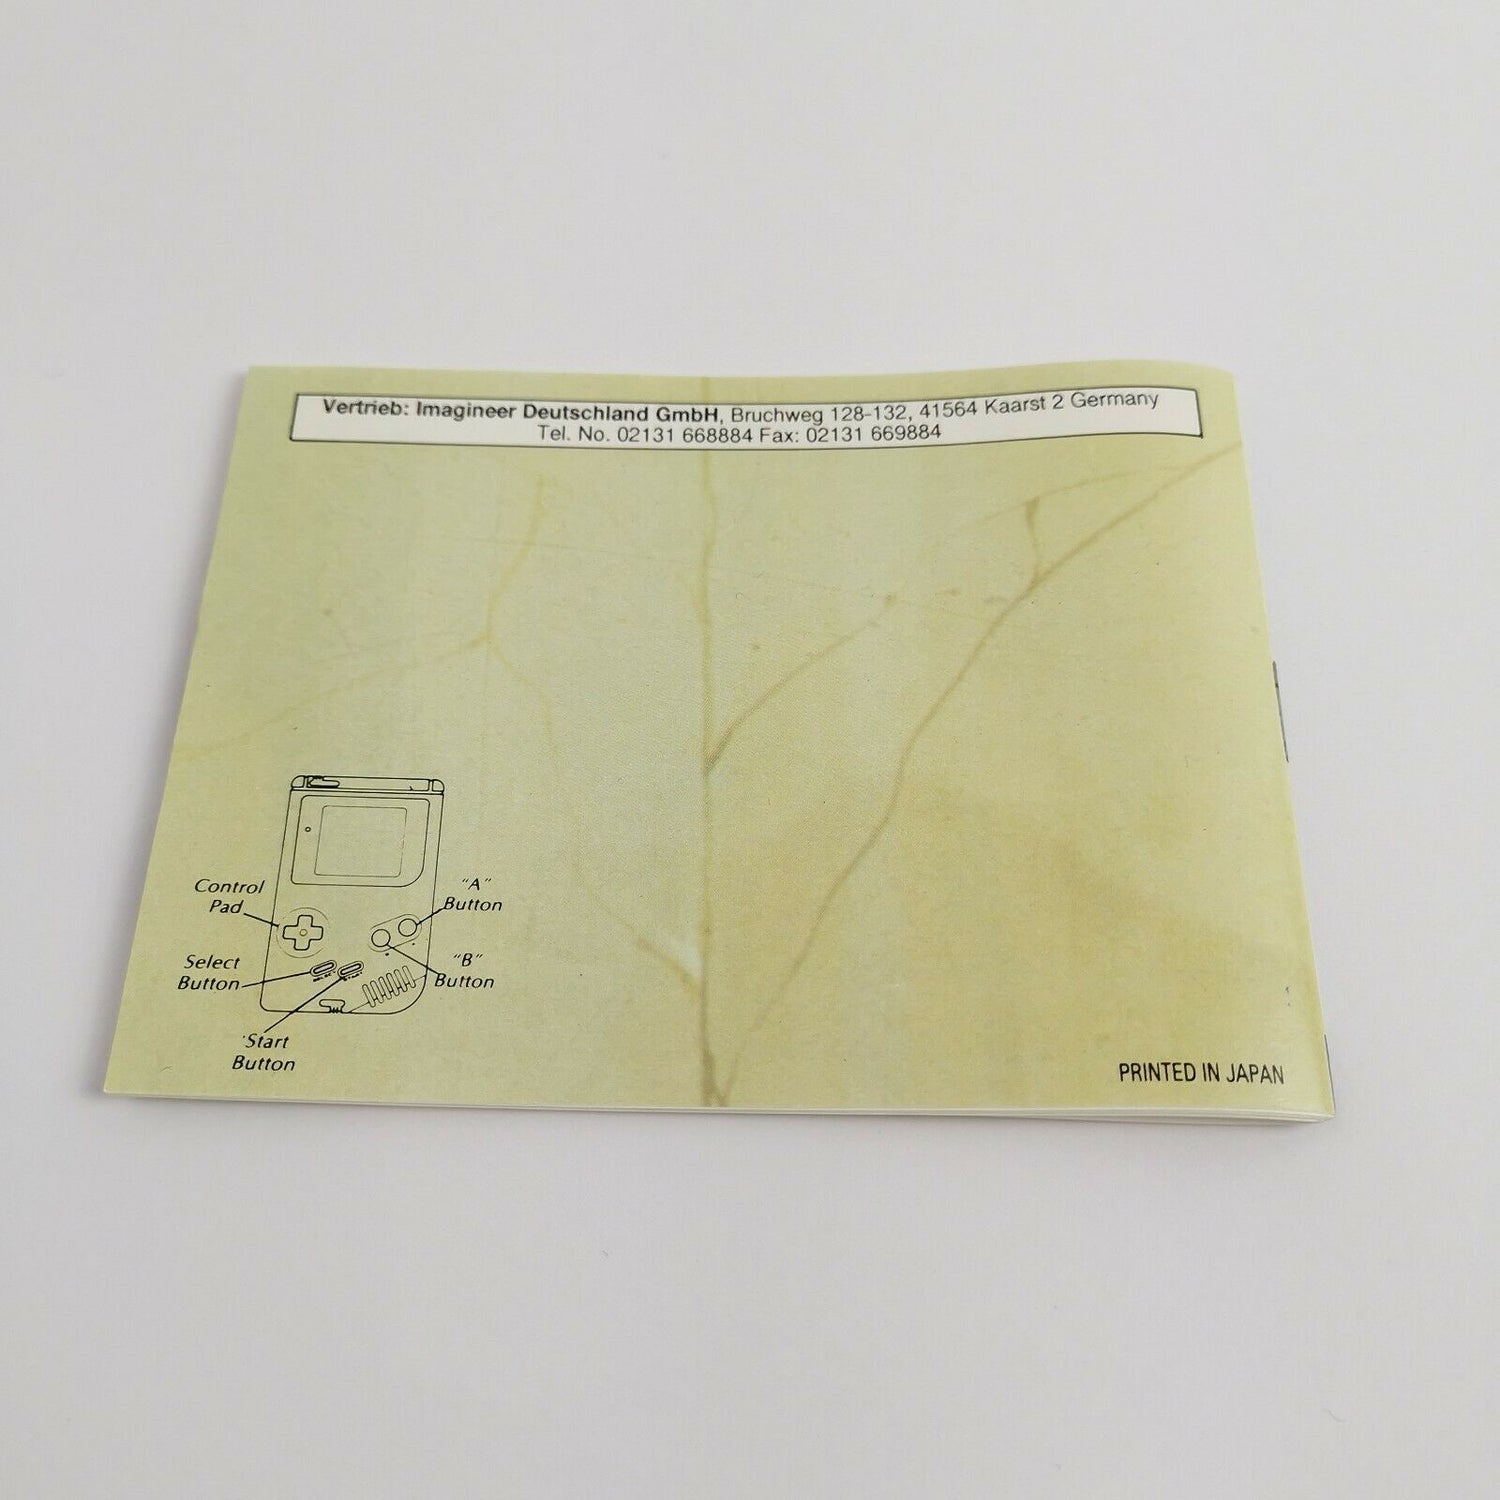 Vertrieb: Imagineer Deutschland GmbH, Bruchweg 128-132, 41564 Kaarst 2 Germany
Tel. No. 02131 668884 Fax: 02131 669884
Control
Pad
"A"
Button
Select
Button
"B"
Button
Start
Button
PRINTED IN JAPAN